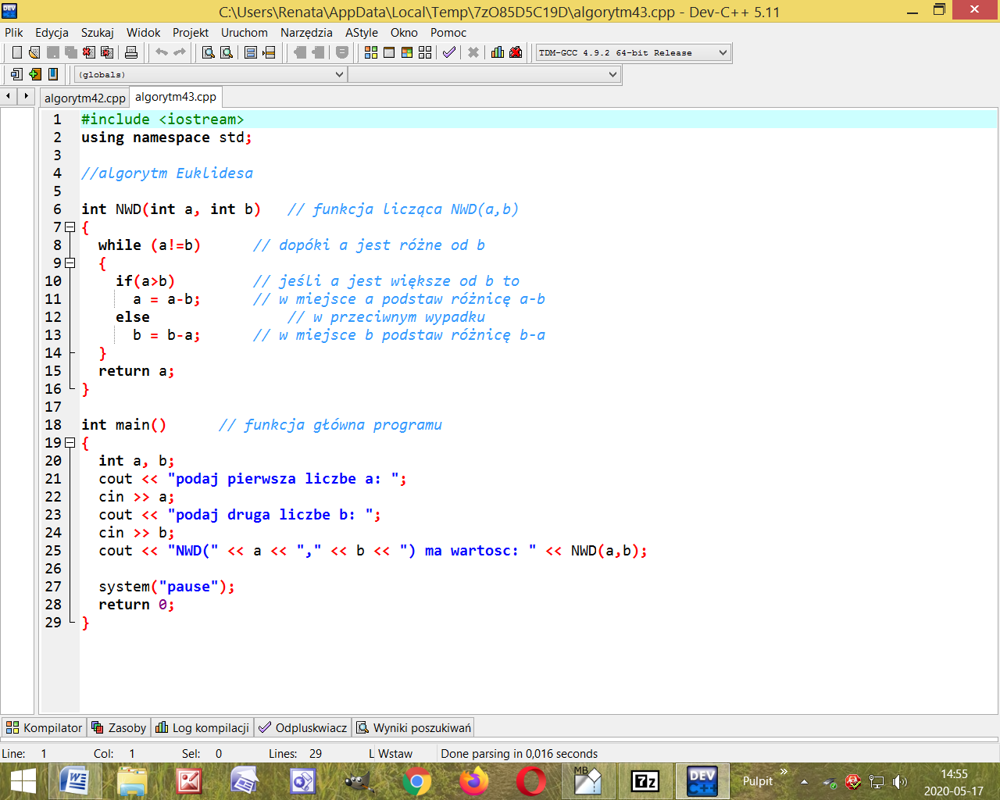 C:\Users\Renata\AppData\Local\Temp\7zO85D5C19D\algorytm43.cpp - Dev-C++ 5.11
Plik Edycja Szukaj Widok Projekt Uruchom Narzędzia AStyle Okno Pomoc
TDM-GCC 4.9.2 64-bit Release
(globals)
algorytm42.cpp algorytm43.cpp
1 #include <iostream>
2 using namespace std;
3
4 //algorytm Euklidesa
5
6 int NWD(int a, int b) // funkcja licząca NWD(a,b)
7 {
8 while (a!=b) // dopóki a jest różne od b
9 {
10 if(a>b) // jeśli a jest większe od b to
11 a = a-b; // w miejsce a podstaw różnicę a-b
12 else // w przeciwnym wypadku
13 b = b-a; // w miejsce b podstaw różnicę b-a
14 }
15 return a;
16 }
17
18 int main() // funkcja główna programu
19 {
20 int a, b;
21 cout << "podaj pierwsza liczbe a: ";
22 cin >> a;
23 cout << "podaj druga liczbe b: ";
24 cin >> b;
25 cout << "NWD(" << a << "," << b << ") ma wartosc: " << NWD(a,b);
26
27 system("pause");
28 return 0;
29 }
Kompilator Zasoby Log kompilacji Odpluskwiacz Wyniki poszukiwań
Line: 1 Col: 1 Sel: 0 Lines: 29 L Wstaw Done parsing in 0,016 seconds
MB 7z DEV C++ Pulpit » 14:55
2020-05-17